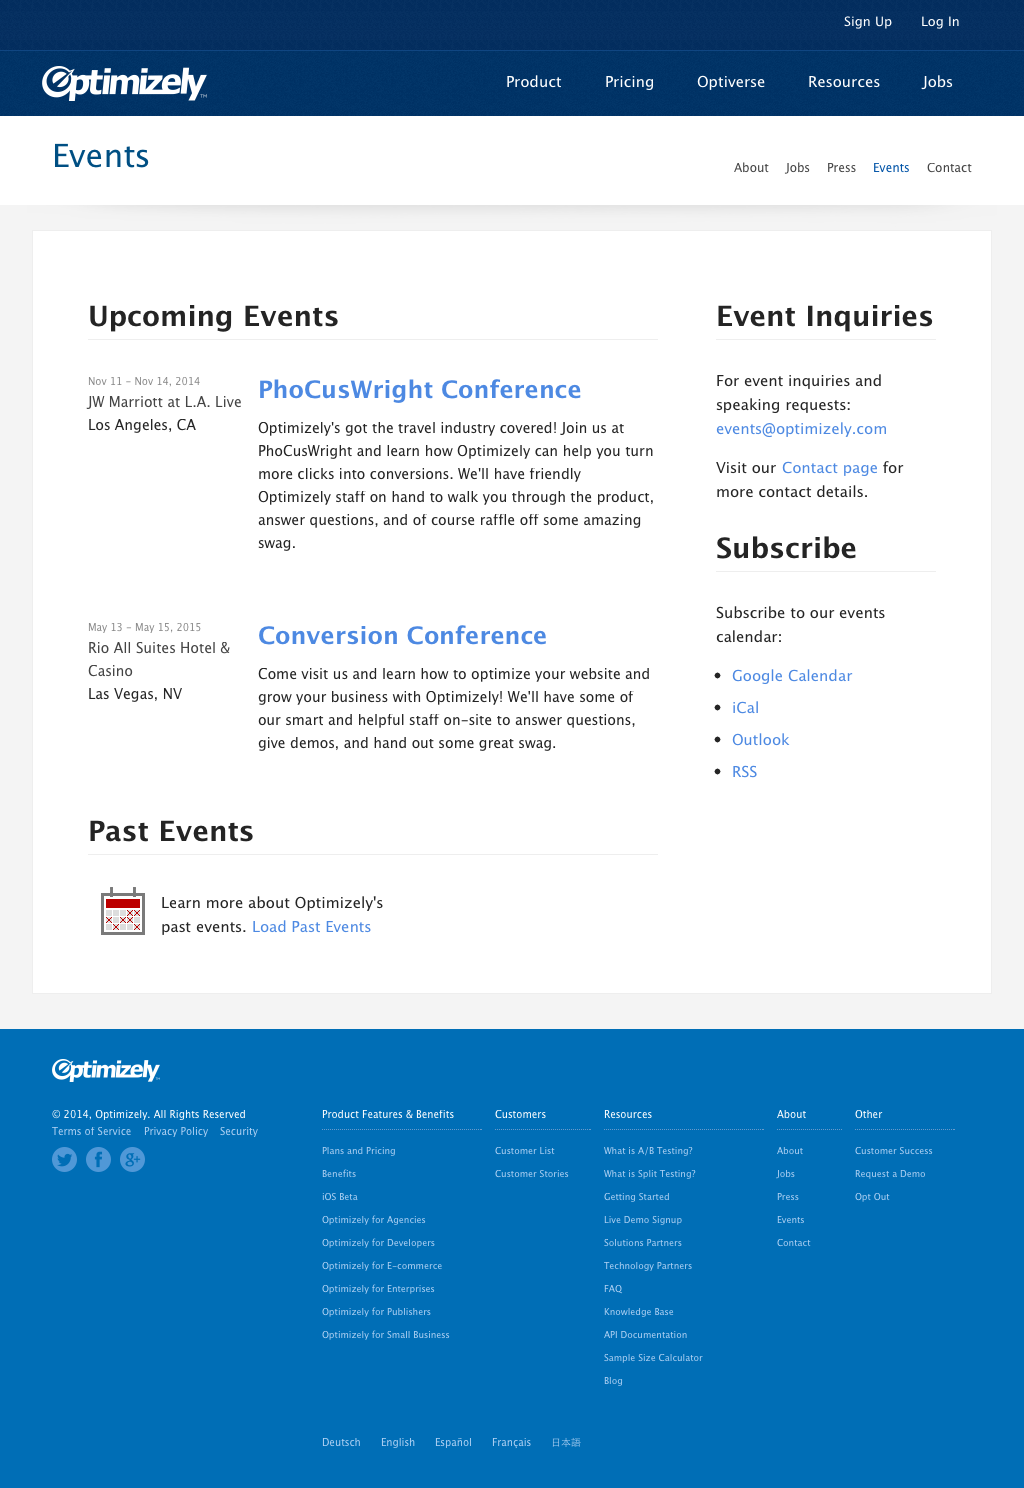 Sign Up Log In
Optimizely™
Product Pricing Optiverse Resources Jobs
Events
About Jobs Press Events Contact
Upcoming Events
Nov 11 – Nov 14, 2014
JW Marriott at L.A. Live
Los Angeles, CA
PhoCusWright Conference
Optimizely's got the travel industry covered! Join us at
PhoCusWright and learn how Optimizely can help you turn
more clicks into conversions. We'll have friendly
Optimizely staff on hand to walk you through the product,
answer questions, and of course raffle off some amazing
swag.
May 13 – May 15, 2015
Rio All Suites Hotel &
Casino
Las Vegas, NV
Conversion Conference
Come visit us and learn how to optimize your website and
grow your business with Optimizely! We'll have some of
our smart and helpful staff on-site to answer questions,
give demos, and hand out some great swag.
Past Events
Learn more about Optimizely's
past events. Load Past Events
Event Inquiries
For event inquiries and
speaking requests:
events@optimizely.com
Visit our Contact page for
more contact details.
Subscribe
Subscribe to our events
calendar:
• Google Calendar
• iCal
• Outlook
• RSS
Optimizely
© 2014, Optimizely. All Rights Reserved
Terms of Service Privacy Policy Security
Product Features & Benefits
Plans and Pricing
Benefits
iOS Beta
Optimizely for Agencies
Optimizely for Developers
Optimizely for E-commerce
Optimizely for Enterprises
Optimizely for Publishers
Optimizely for Small Business
Customers
Customer List
Customer Stories
Resources
What is A/B Testing?
What is Split Testing?
Getting Started
Live Demo Signup
Solutions Partners
Technology Partners
FAQ
Knowledge Base
API Documentation
Sample Size Calculator
Blog
About
About
Jobs
Press
Events
Contact
Other
Customer Success
Request a Demo
Opt Out
Deutsch English Español Français 日本語